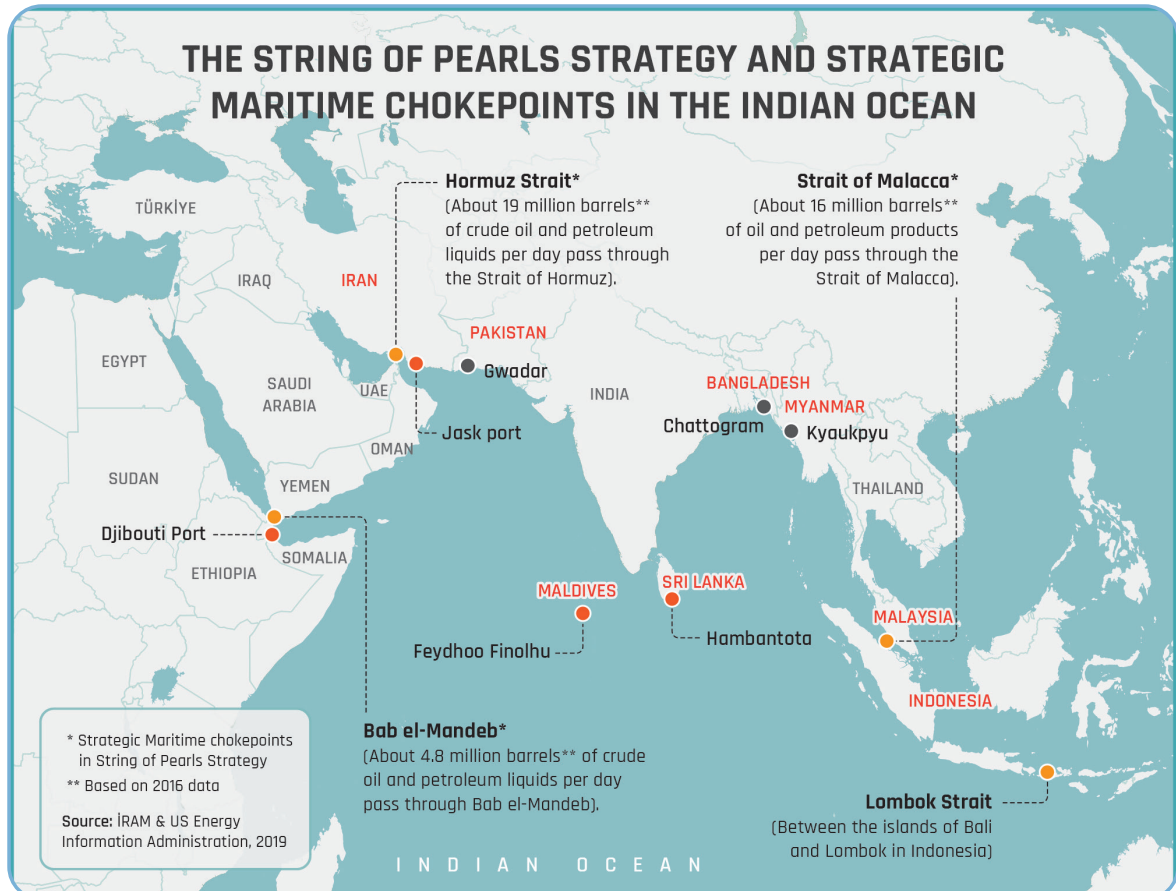 THE STRING OF PEARLS STRATEGY AND STRATEGIC
MARITIME CHOKEPOINTS IN THE INDIAN OCEAN
Hormuz Strait*
(About 19 million barrels**
of crude oil and petroleum
liquids per day pass through
the Strait of Hormuz).
Strait of Malacca*
(About 16 million barrels**
of oil and petroleum products
per day pass through the
Strait of Malacca).
TÜRKİYE
IRAQ
IRAN
PAKISTAN
EGYPT
Gwadar
SAUDI
ARABIA
UAE
INDIA
BANGLADESH
MYANMAR
Chattogram
Kyaukpyu
Jask port
OMAN
SUDAN
YEMEN
THAILAND
Djibouti Port
SOMALIA
ETHIOPIA
MALDIVES
SRI LANKA
MALAYSIA
Feydhoo Finolhu
Hambantota
INDONESIA
Bab el-Mandeb*
(About 4.8 million barrels** of crude
oil and petroleum liquids per day
pass through Bab el-Mandeb).
Lombok Strait
(Between the islands of Bali
and Lombok in Indonesia)
* Strategic Maritime chokepoints
in String of Pearls Strategy
** Based on 2016 data
Source: İRAM & US Energy
Information Administration, 2019
INDIAN OCEAN